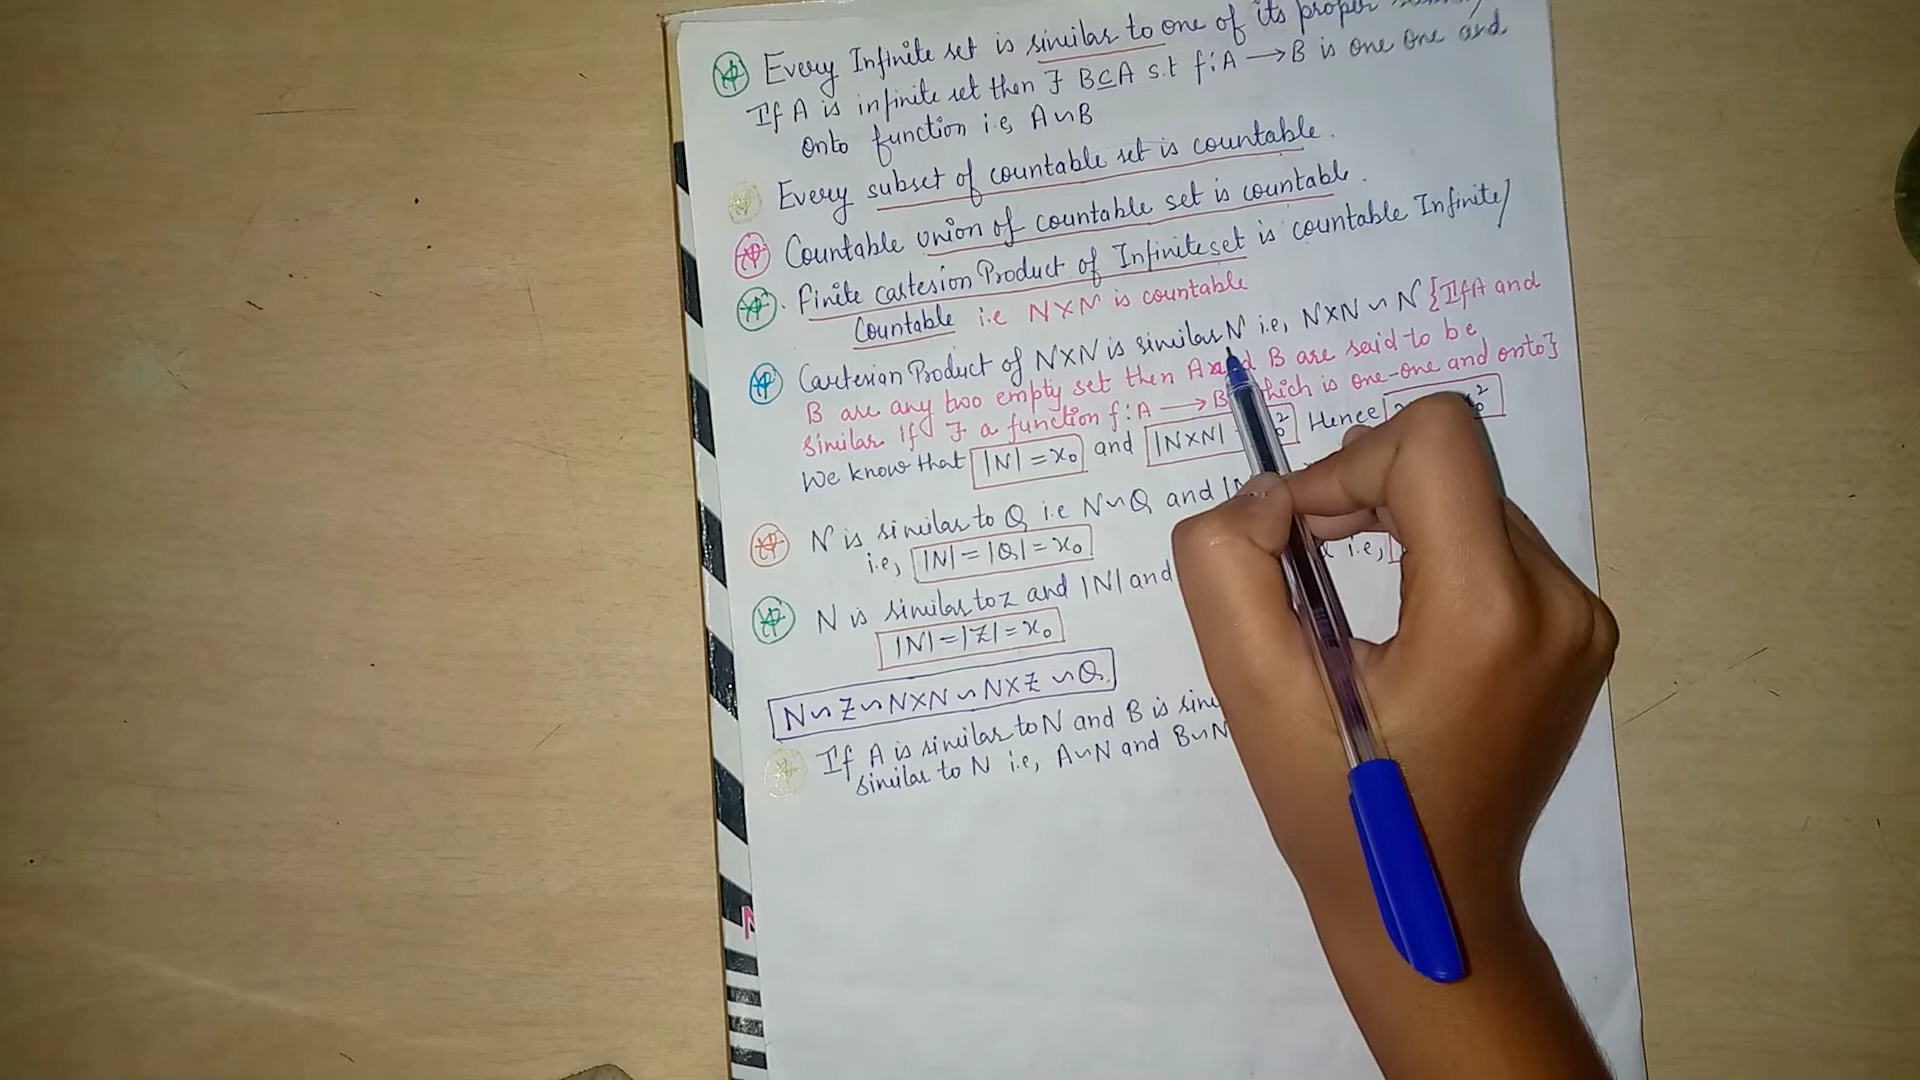 Every Infinite set is similar to one of its proper
If A is infinite set then ∃ B⊆A s.t f:A→B is one one and
onto function i.e, A∽B
Every subset of countable set is countable.
Countable union of countable set is countable.
Finite cartesion Product of Infinite set is countable Infinite/
Countable i.e N×N is countable
Cartesian Product of N×N is similar N i.e, N×N ∽ N {If A and
B are any two empty set then A and B are said to be
similar if ∃ a function f:A→B which is one-one and onto}
We know that |N|=x₀ and |N×N| Hence
N is similar to Q i.e N∽Q and
i.e, |N|=|Q|=x₀
N is similar to z and |N| and i.e,
|N|=|Z|=x₀
N∽Z∽N×N∽N×Z∽Q.
If A is similar to N and B is
similar to N i.e, A∽N and B∽N